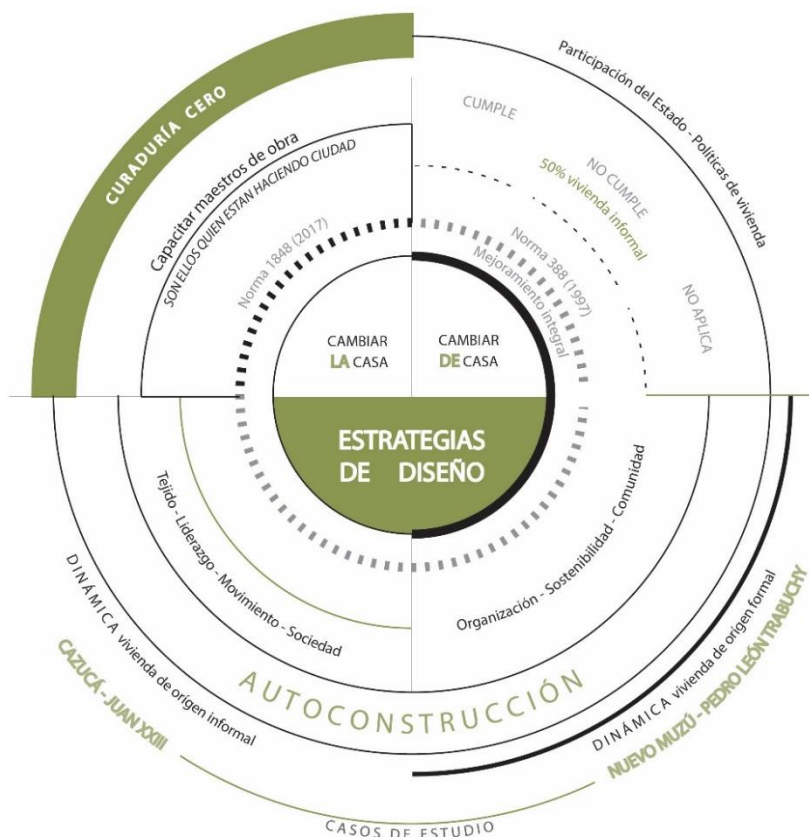 CURADURÍA CERO
Capacitar maestros de obra
SON ELLOS QUIEN ESTAN HACIENDO CIUDAD
Norma 1848 (2017)
Participación del Estado - Políticas de vivienda
CUMPLE
NO CUMPLE
50% vivienda informal
NO APLICA
Norma 388 (1997)
Mejoramiento integral
CAMBIAR
LA CASA
CAMBIAR
DE CASA
ESTRATEGIAS
DE DISEÑO
Tejido - Liderazgo - Movimiento - Sociedad
Organización - Sostenibilidad - Comunidad
AUTOCONSTRUCCIÓN
DINÁMICA vivienda de orígen informal
DINÁMICA vivienda de origen formal
CAZUCÁ - JUAN XXIII
NUEVO MUZÚ - PEDRO LEÓN TRABUCHY
CASOS DE ESTUDIO